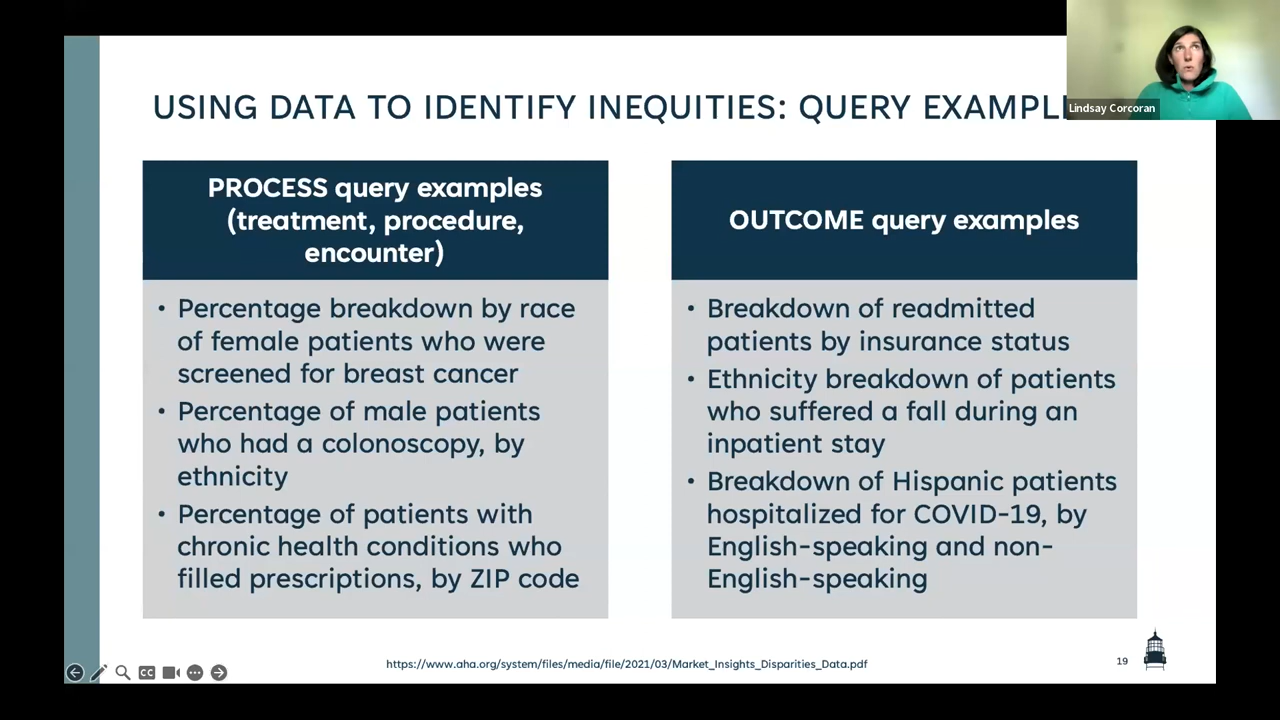 Lindsay Corcoran
USING DATA TO IDENTIFY INEQUITIES: QUERY EXAMPL
PROCESS query examples
(treatment, procedure,
encounter)
• Percentage breakdown by race
of female patients who were
screened for breast cancer
• Percentage of male patients
who had a colonoscopy, by
ethnicity
• Percentage of patients with
chronic health conditions who
filled prescriptions, by ZIP code
OUTCOME query examples
• Breakdown of readmitted
patients by insurance status
• Ethnicity breakdown of patients
who suffered a fall during an
inpatient stay
• Breakdown of Hispanic patients
hospitalized for COVID-19, by
English-speaking and non-
English-speaking
CC
https://www.aha.org/system/files/media/file/2021/03/Market_Insights_Disparities_Data.pdf
19